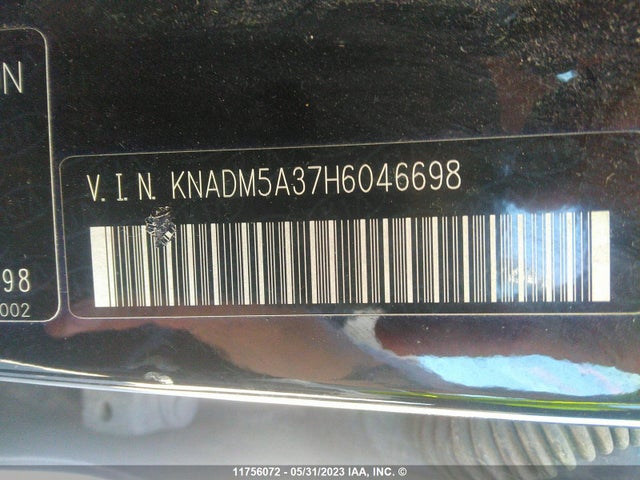 N
V. I. N. KNADM5A37H6046698
98
002
11756072 - 05/31/2023 IAA, INC. ©